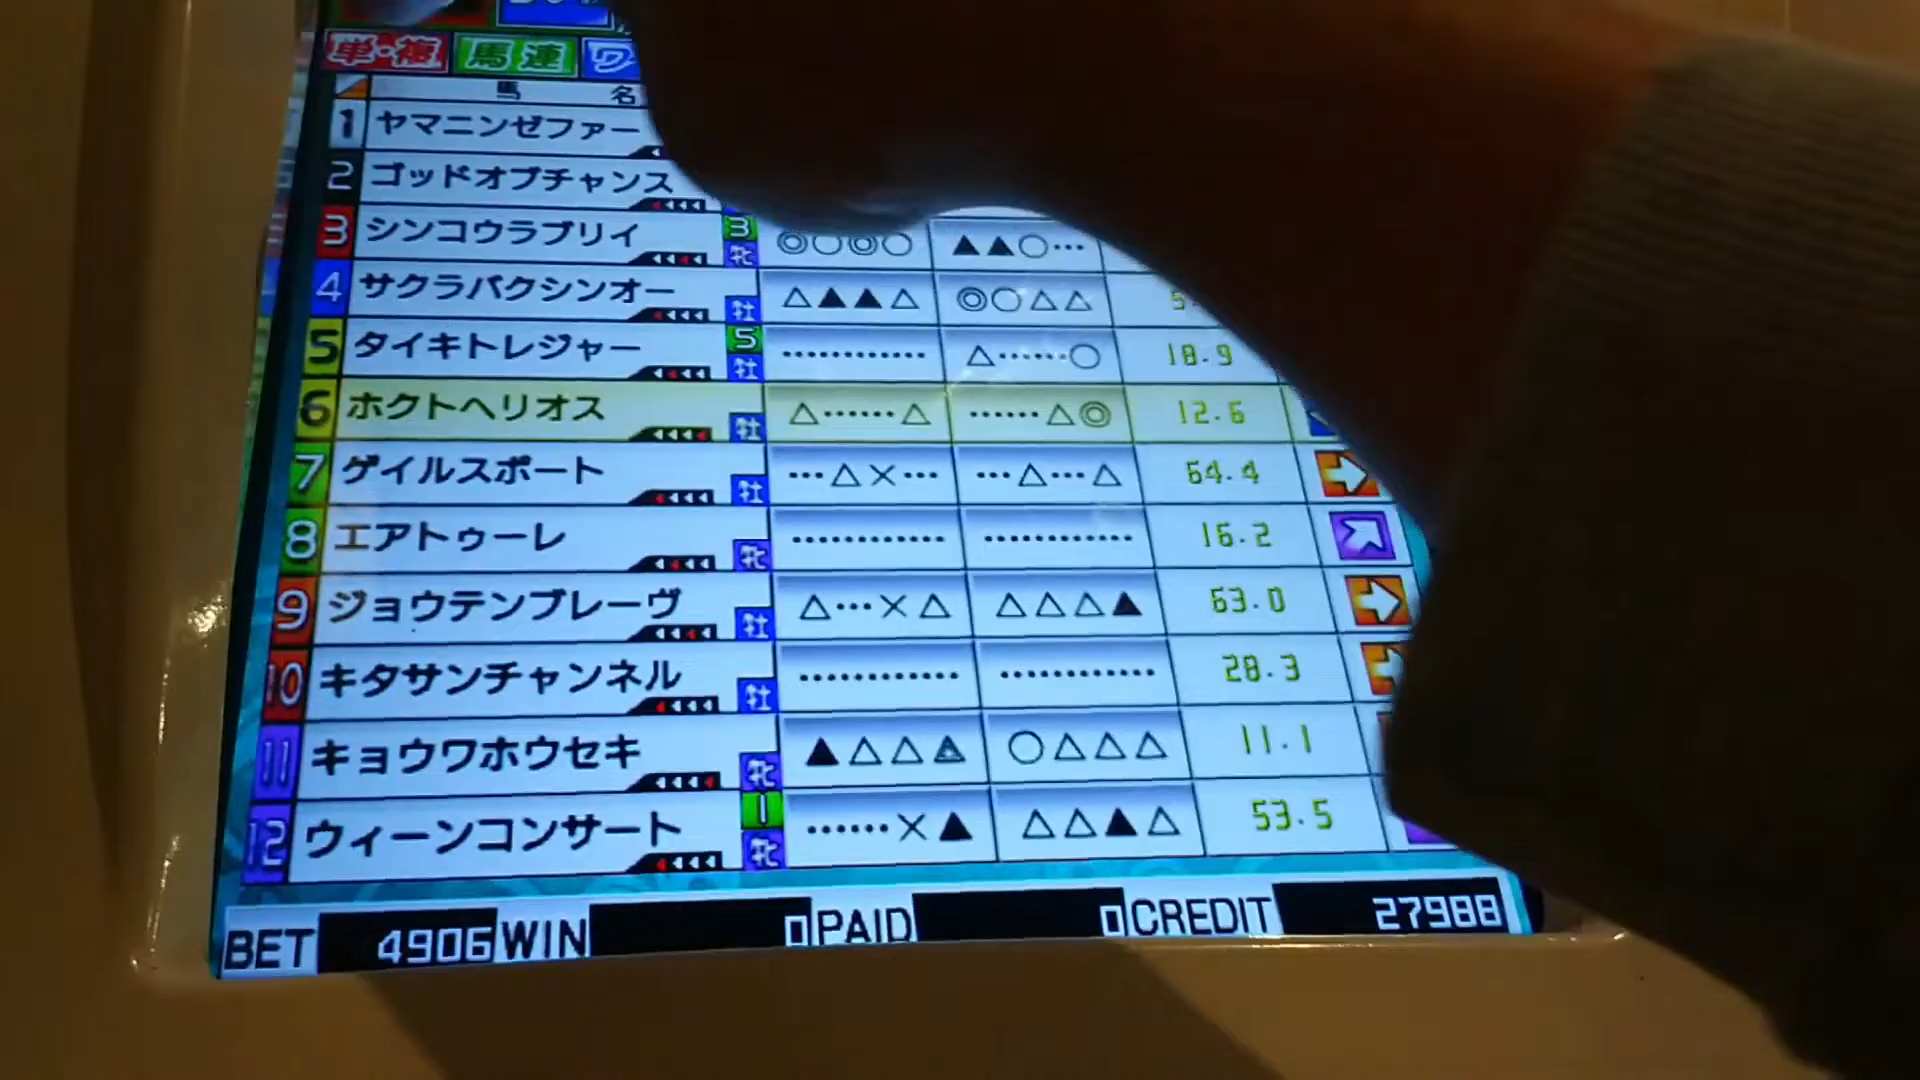 単・複 馬連 ワ
馬 名
1 ヤマニンゼファー
2 ゴッドオブチャンス
3 シンコウラブリイ 3 牝 ◎○◎○ ▲▲○…
4 サクラバクシンオー 牡 △▲▲△ ◎○△△ 5.
5 タイキトレジャー 5 牡 ………… △……○ 18.9
6 ホクトヘリオス 牡 △……△ ……△◎ 12.6
7 ゲイルスポート 牡 …△×… …△…△ 64.4
8 エアトゥーレ 牝 ………… ………… 16.2
9 ジョウテンブレーヴ 牡 △…×△ △△△▲ 63.0
10 キタサンチャンネル 牡 ………… ………… 28.3
11 キョウワホウセキ 牝 ▲△△▲ ○△△△ 11.1
12 ウィーンコンサート 1 牝 ……×▲ △△▲△ 53.5
BET 4906 WIN 0 PAID 0 CREDIT 27988